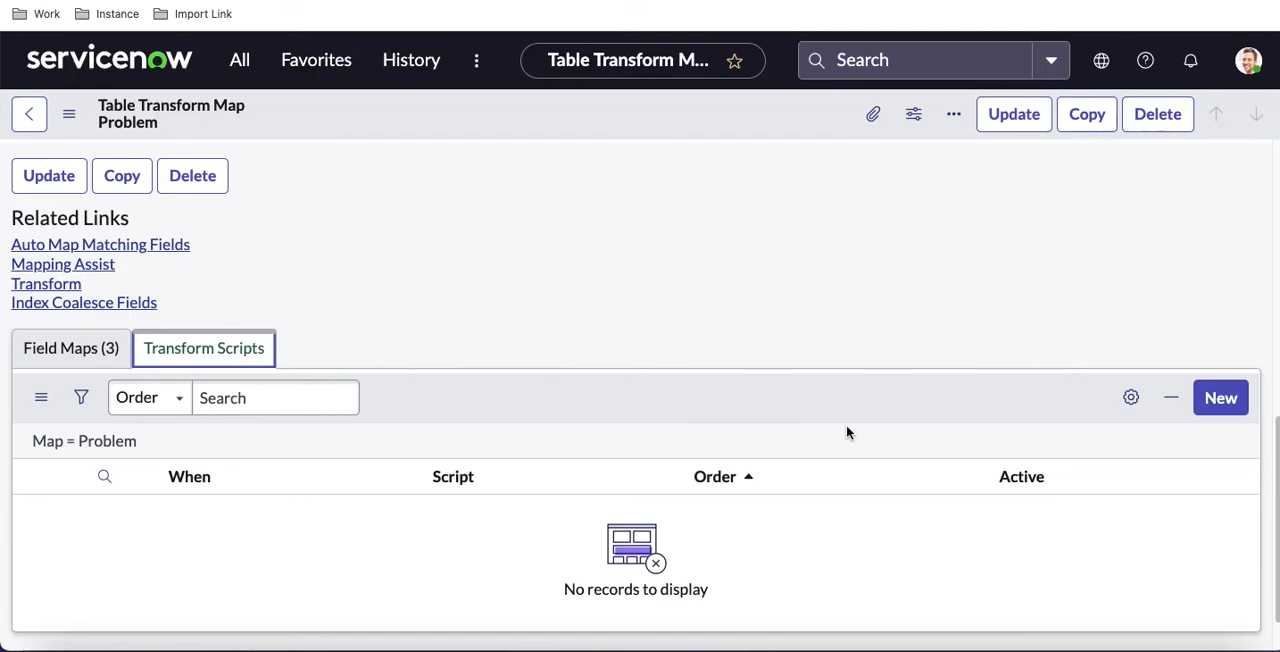 Work Instance Import Link
servicenow All Favorites History Table Transform M... Search
Table Transform Map
Problem
Update Copy Delete
Update Copy Delete
Related Links
Auto Map Matching Fields
Mapping Assist
Transform
Index Coalesce Fields
Field Maps (3) Transform Scripts
Order Search New
Map = Problem
When Script Order Active
No records to display